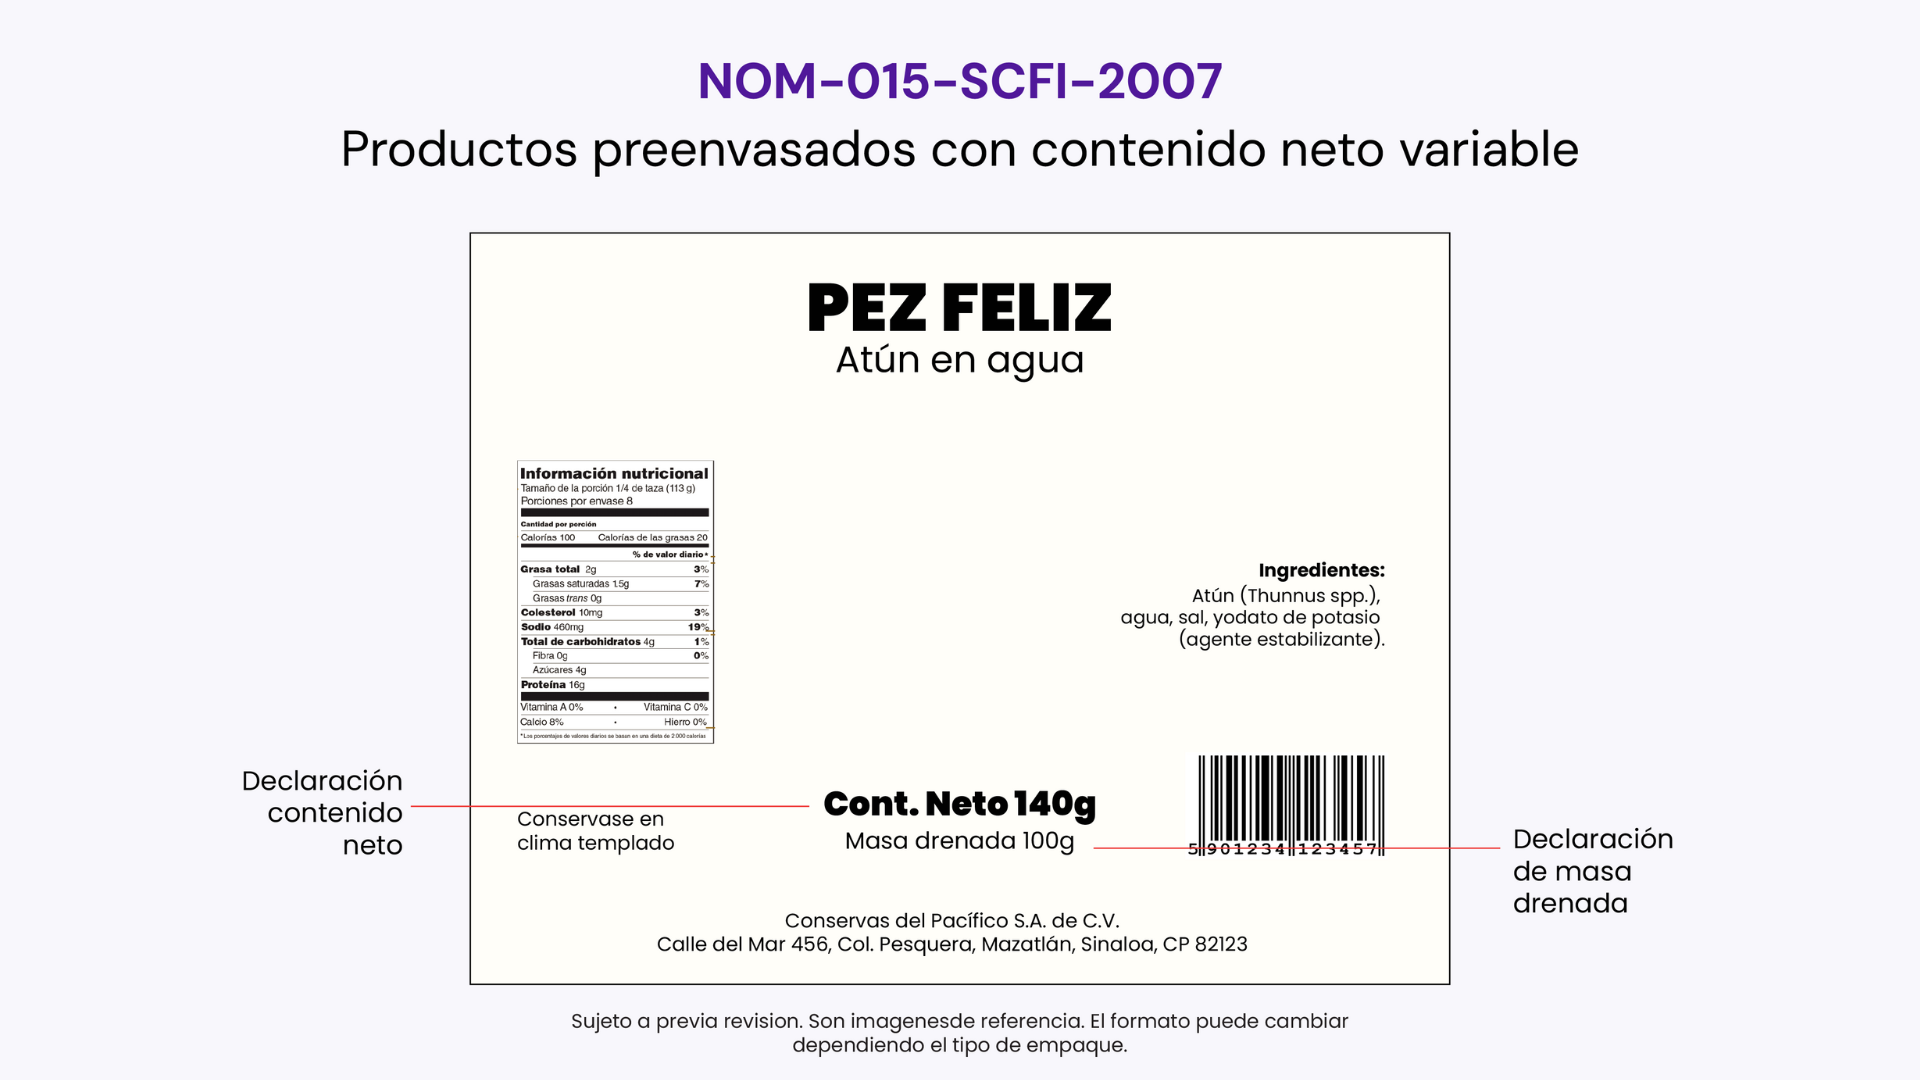 NOM-015-SCFI-2007
Productos preenvasados con contenido neto variable
PEZ FELIZ
Atún en agua
Información nutricional
Tamaño de la porción 1/4 de taza (113 g)
Porciones por envase 8
Cantidad por porción
Calorías 100 Calorías de las grasas 20
% de valor diario*
Grasa total 2g 3%
Grasas saturadas 1.5g 7%
Grasas trans 0g
Colesterol 10mg 3%
Sodio 460mg 19%
Total de carbohidratos 4g 1%
Fibra 0g 0%
Azúcares 4g
Proteína 16g
Vitamina A 0% • Vitamina C 0%
Calcio 8% • Hierro 0%
*Los porcentajes de valores diarios se basan en una dieta de 2 000 calorías
Ingredientes:
Atún (Thunnus spp.),
agua, sal, yodato de potasio
(agente estabilizante).
Declaración
contenido
neto
Conservase en
clima templado
Cont. Neto 140g
Masa drenada 100g
5 901234 123457
Declaración
de masa
drenada
Conservas del Pacífico S.A. de C.V.
Calle del Mar 456, Col. Pesquera, Mazatlán, Sinaloa, CP 82123
Sujeto a previa revision. Son imagenesde referencia. El formato puede cambiar
dependiendo el tipo de empaque.